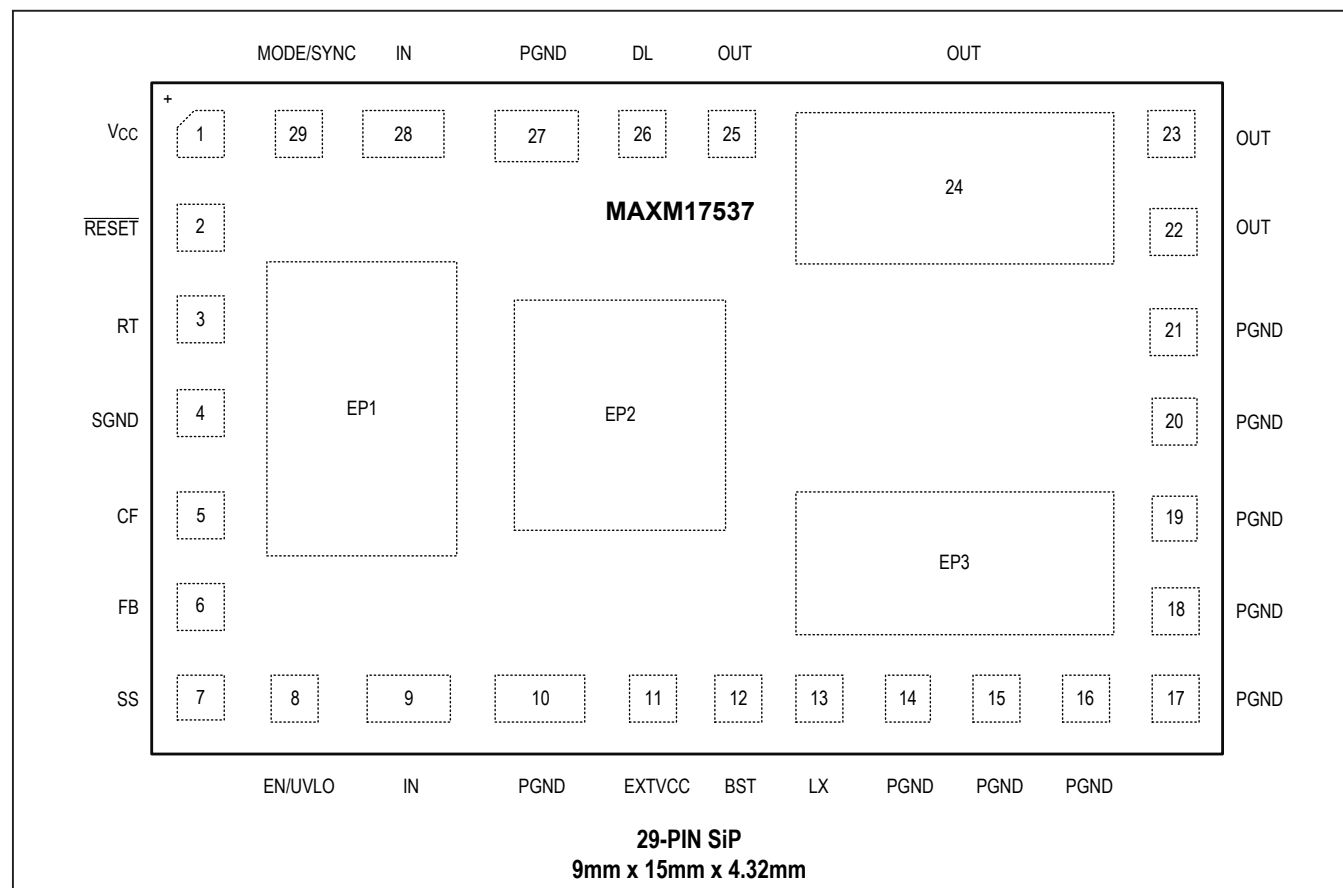 MODE/SYNC IN PGND DL OUT OUT
+
VCC 1 29 28 27 26 25 24 23 OUT
MAXM17537
RESET 2 22 OUT
RT 3 21 PGND
SGND 4 EP1 EP2 20 PGND
CF 5 19 PGND
EP3
FB 6 18 PGND
SS 7 8 9 10 11 12 13 14 15 16 17 PGND
EN/UVLO IN PGND EXTVCC BST LX PGND PGND PGND
29-PIN SiP
9mm x 15mm x 4.32mm